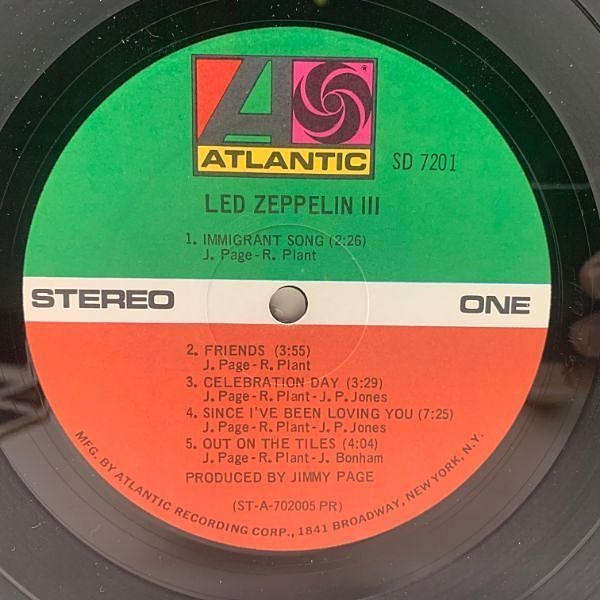 ATLANTIC
SD 7201
LED ZEPPELIN III
1. IMMIGRANT SONG (2:26)
J. Page-R. Plant
STEREO
ONE
2. FRIENDS (3:55)
J. Page-R. Plant
3. CELEBRATION DAY (3:29)
J. Page-R. Plant-J.P.Jones
4. SINCE I'VE BEEN LOVING YOU (7:25)
J. Page-R. Plant-J.P.Jones
5. OUT ON THE TILES (4:04)
J. Page-R. Plant-J. Bonham
PRODUCED BY JIMMY PAGE
(ST-A-702005 PR)
MFG. BY ATLANTIC RECORDING CORP., 1841 BROADWAY, NEW YORK, N.Y.